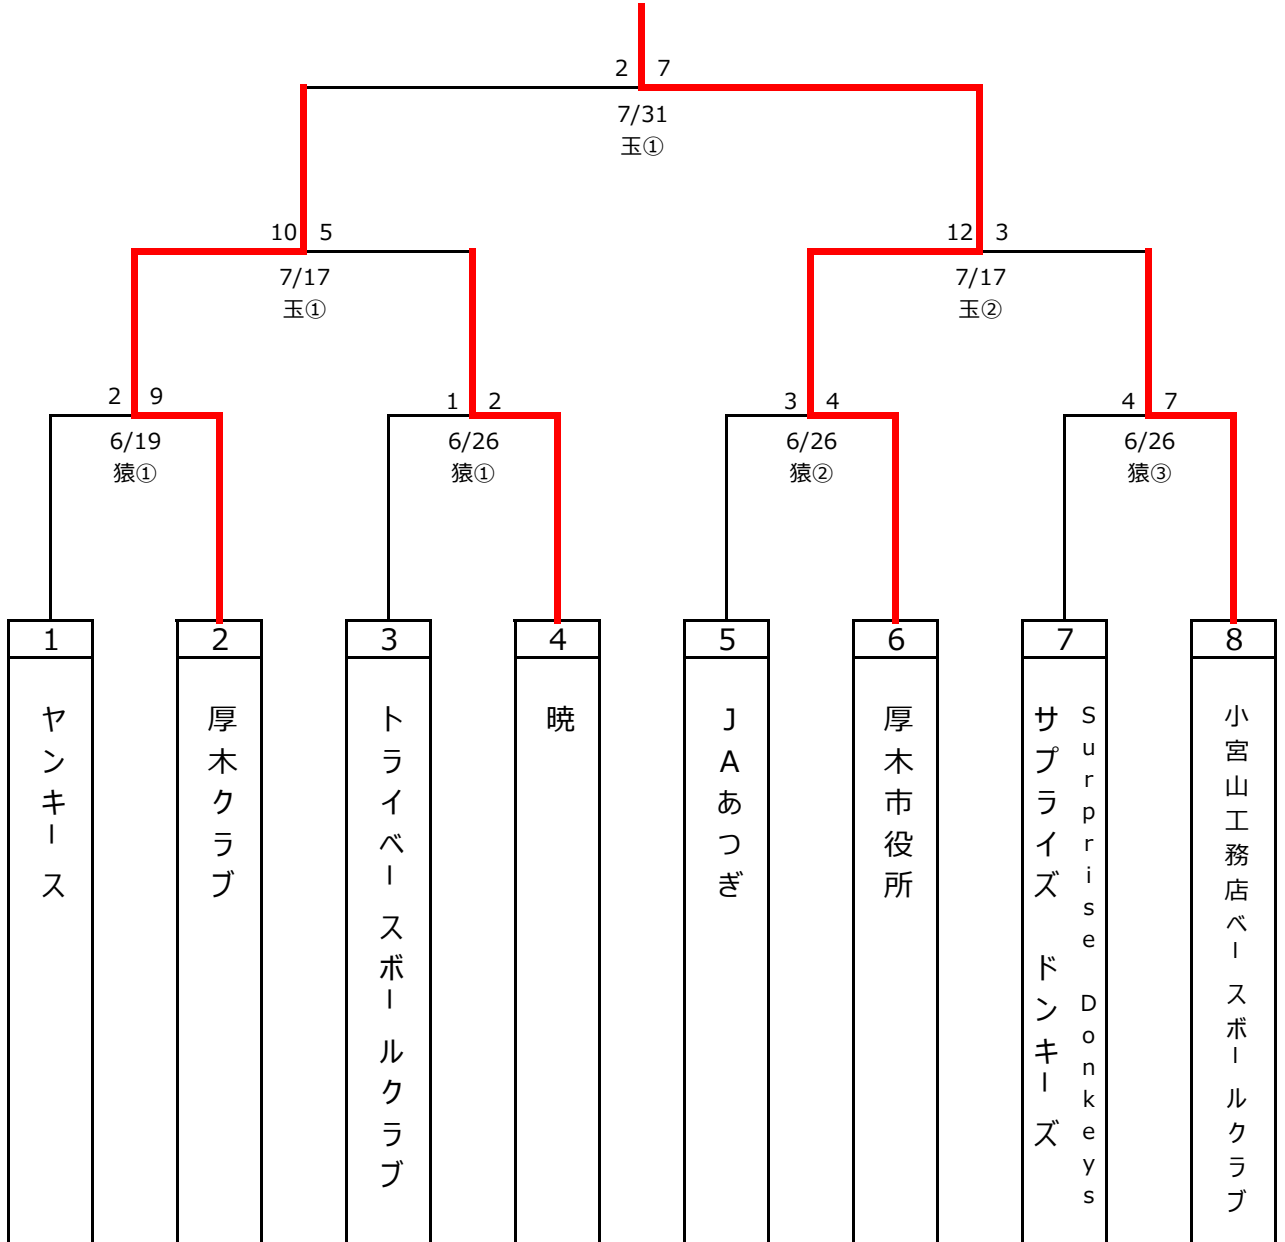 2 7
7/31
玉①
10 5
7/17
玉①
12 3
7/17
玉②
2 9
6/19
猿①
1 2
6/26
猿①
3 4
6/26
猿②
4 7
6/26
猿③
1
ヤンキース
2
厚木クラブ
3
トライベースボールクラブ
4
暁
5
JAあつぎ
6
厚木市役所
7
Surprise Donkeys
サプライズ ドンキーズ
8
小宮山工務店ベースボールクラブ